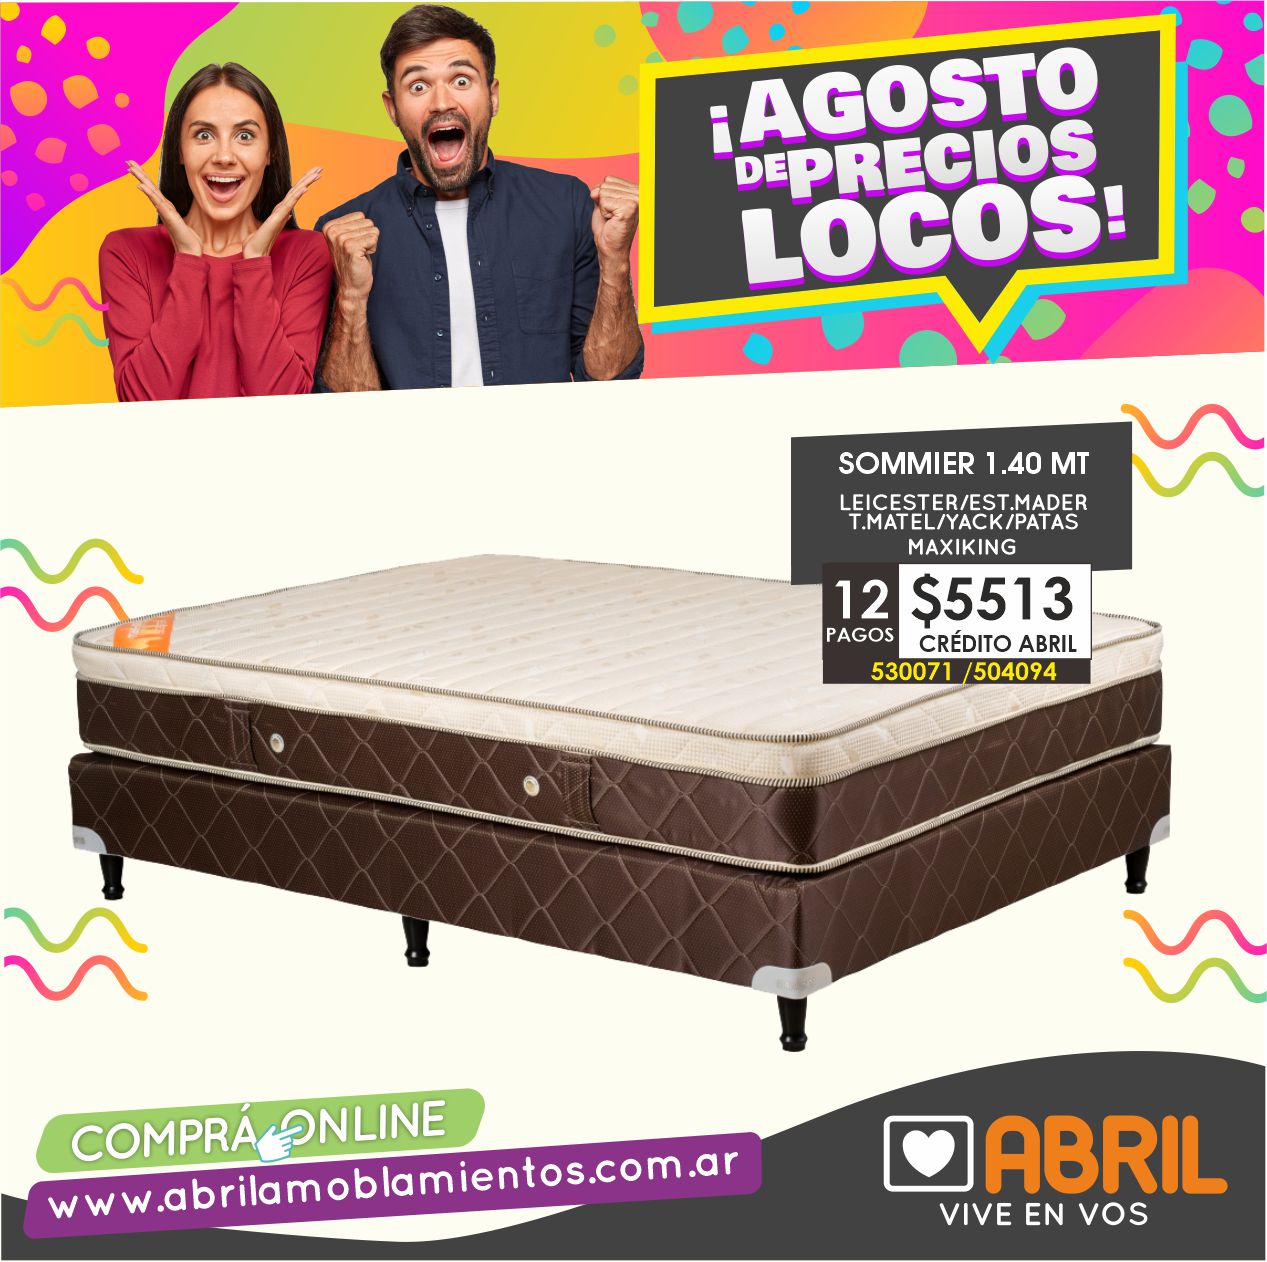 ¡AGOSTO
DE PRECIOS
LOCOS!
SOMMIER 1.40 MT
LEICESTER/EST.MADER
T.MATEL/YACK/PATAS
MAXIKING
12
PAGOS
$5513
CRÉDITO ABRIL
530071 /504094
COMPRÁ ONLINE
www.abrilamoblamientos.com.ar
ABRIL
VIVE EN VOS